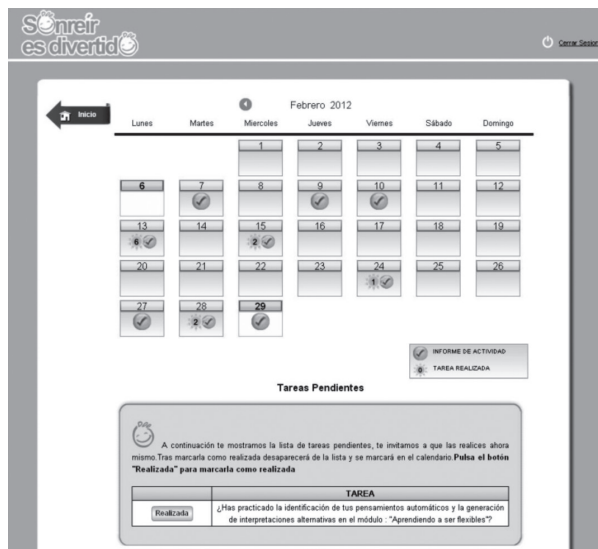 Sonreír
es divertido
Cerrar Sesion
Inicio
Febrero 2012
Lunes Martes Miercoles Jueves Viernes Sábado Domingo
1 2 3 4 5
6 7 8 9 10 11 12
13 14 15 16 17 18 19
6 2
20 21 22 23 24 25 26
1
27 28 29
2
INFORME DE ACTIVIDAD
TAREA REALIZADA
Tareas Pendientes
A continuación te mostramos la lista de tareas pendientes, te invitamos a que las realices ahora
mismo.Tras marcarla como realizada desaparecerá de la lista y se marcará en el calendario.Pulsa el botón
"Realizada" para marcarla como realizada
TAREA
Realizada
¿Has practicado la identificación de tus pensamientos automáticos y la generación
de interpretaciones alternativas en el módulo : "Aprendiendo a ser flexibles"?